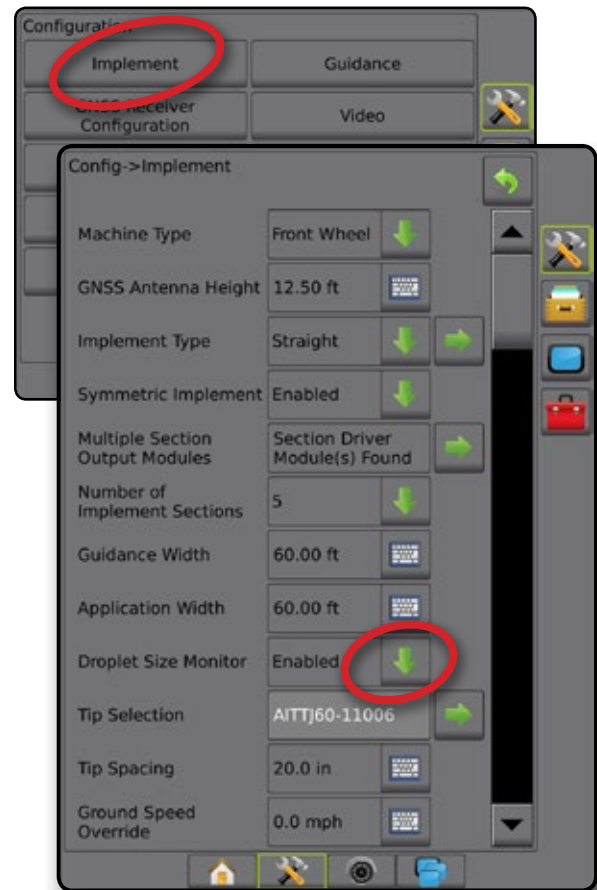 Configuration
Implement
Guidance
GNSS Receiver
Configuration
Video
Config->Implement
Machine Type
Front Wheel
GNSS Antenna Height
12.50 ft
Implement Type
Straight
Symmetric Implement
Enabled
Multiple Section
Output Modules
Section Driver
Module(s) Found
Number of
Implement Sections
5
Guidance Width
60.00 ft
Application Width
60.00 ft
Droplet Size Monitor
Enabled
Tip Selection
AITTJ60-11006
Tip Spacing
20.0 in
Ground Speed
Override
0.0 mph